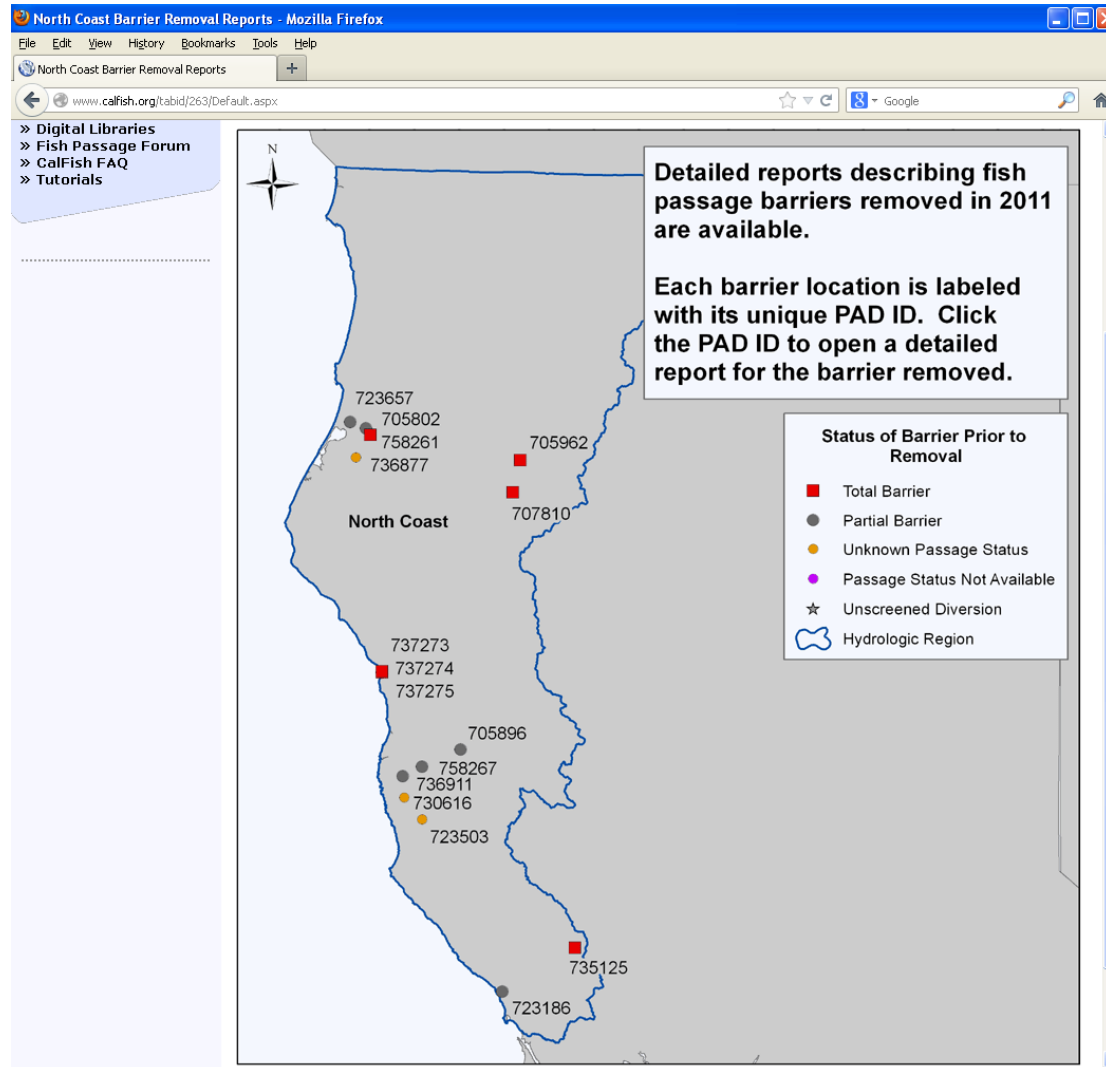 North Coast Barrier Removal Reports - Mozilla Firefox
File Edit View History Bookmarks Tools Help
North Coast Barrier Removal Reports +
www.calfish.org/tabid/263/Default.aspx
Google
» Digital Libraries
» Fish Passage Forum
» CalFish FAQ
» Tutorials
N
Detailed reports describing fish
passage barriers removed in 2011
are available.
Each barrier location is labeled
with its unique PAD ID. Click
the PAD ID to open a detailed
report for the barrier removed.
Status of Barrier Prior to
Removal
Total Barrier
Partial Barrier
Unknown Passage Status
Passage Status Not Available
Unscreened Diversion
Hydrologic Region
723657
705802
758261
736877
705962
707810
North Coast
737273
737274
737275
705896
758267
736911
730616
723503
735125
723186